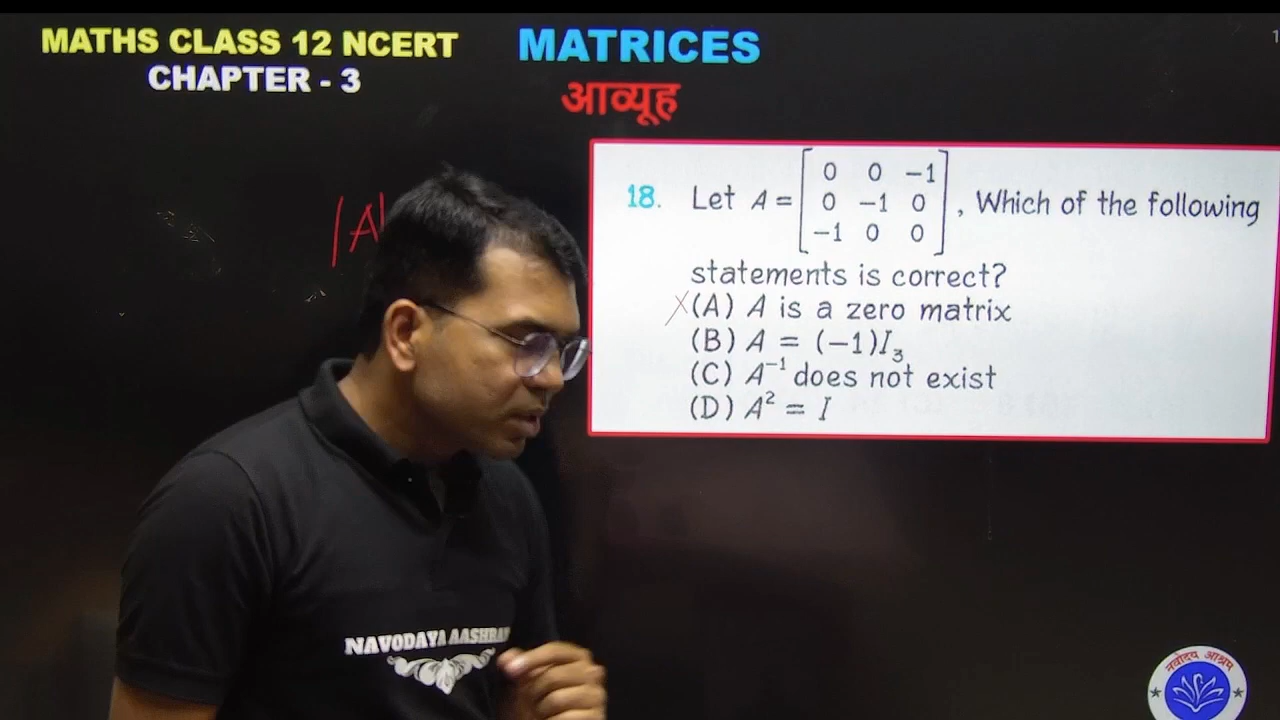 MATHS CLASS 12 NCERT
CHAPTER - 3
MATRICES
आव्यूह
1
|A|
18. Let A = [0 0 -1
0 -1 0
-1 0 0], Which of the following
statements is correct?
X(A) A is a zero matrix
(B) A = (-1)I₃
(C) A⁻¹ does not exist
(D) A² = I
NAVODAYA AASHRAM
नवोदय आश्रम